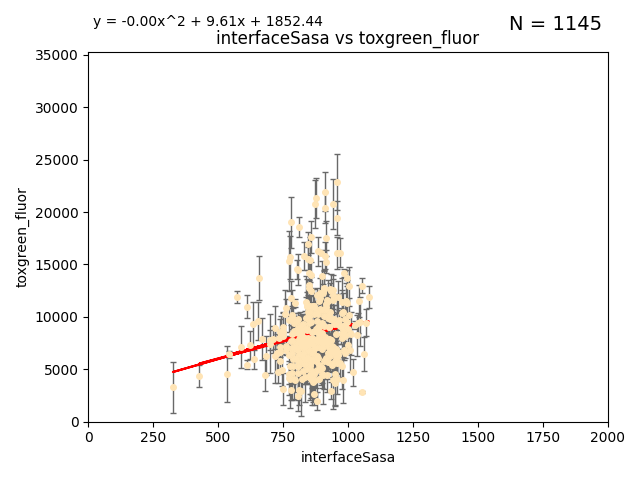 y = -0.00x^2 + 9.61x + 1852.44
N = 1145
interfaceSasa vs toxgreen_fluor
35000
30000
25000
20000
15000
10000
5000
0
toxgreen_fluor
0 250 500 750 1000 1250 1500 1750 2000
interfaceSasa